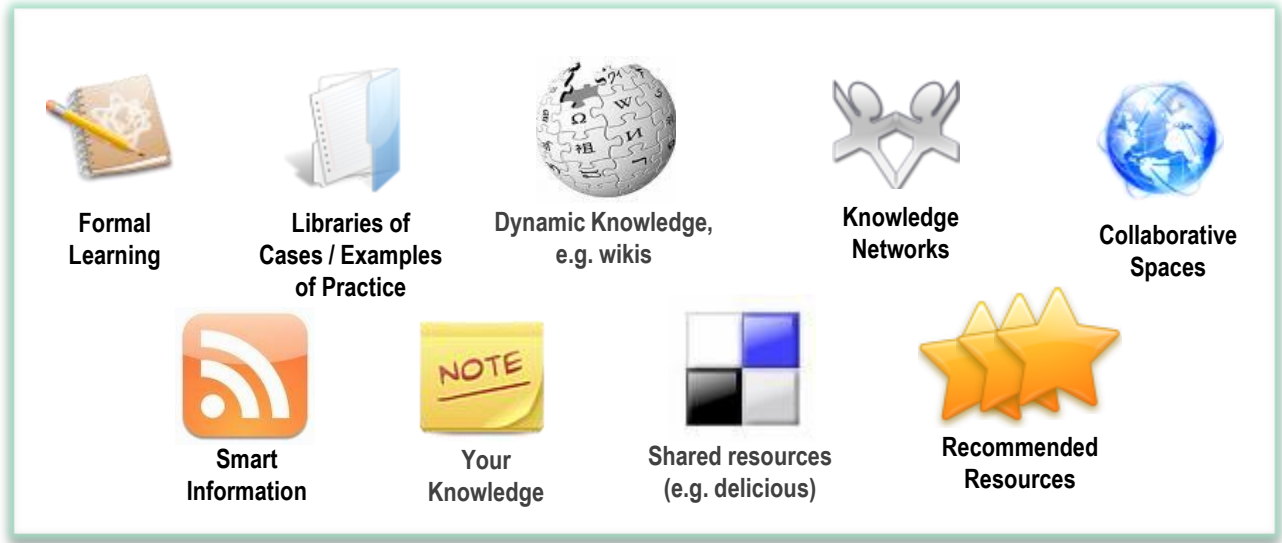 Formal
Learning
Libraries of
Cases / Examples
of Practice
Dynamic Knowledge,
e.g. wikis
Knowledge
Networks
Collaborative
Spaces
Smart
Information
NOTE
Your
Knowledge
Shared resources
(e.g. delicious)
Recommended
Resources